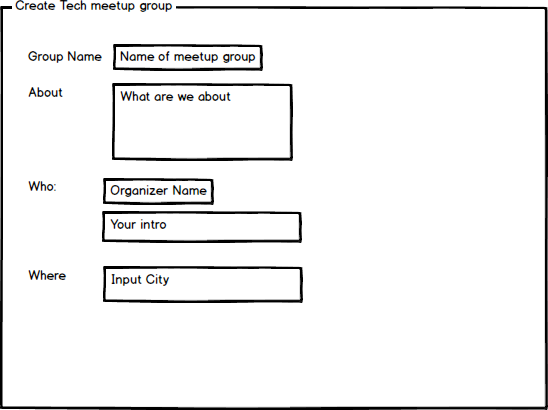 Create Tech meetup group
Group Name
Name of meetup group
About
What are we about
Who:
Organizer Name
Your intro
Where
Input City